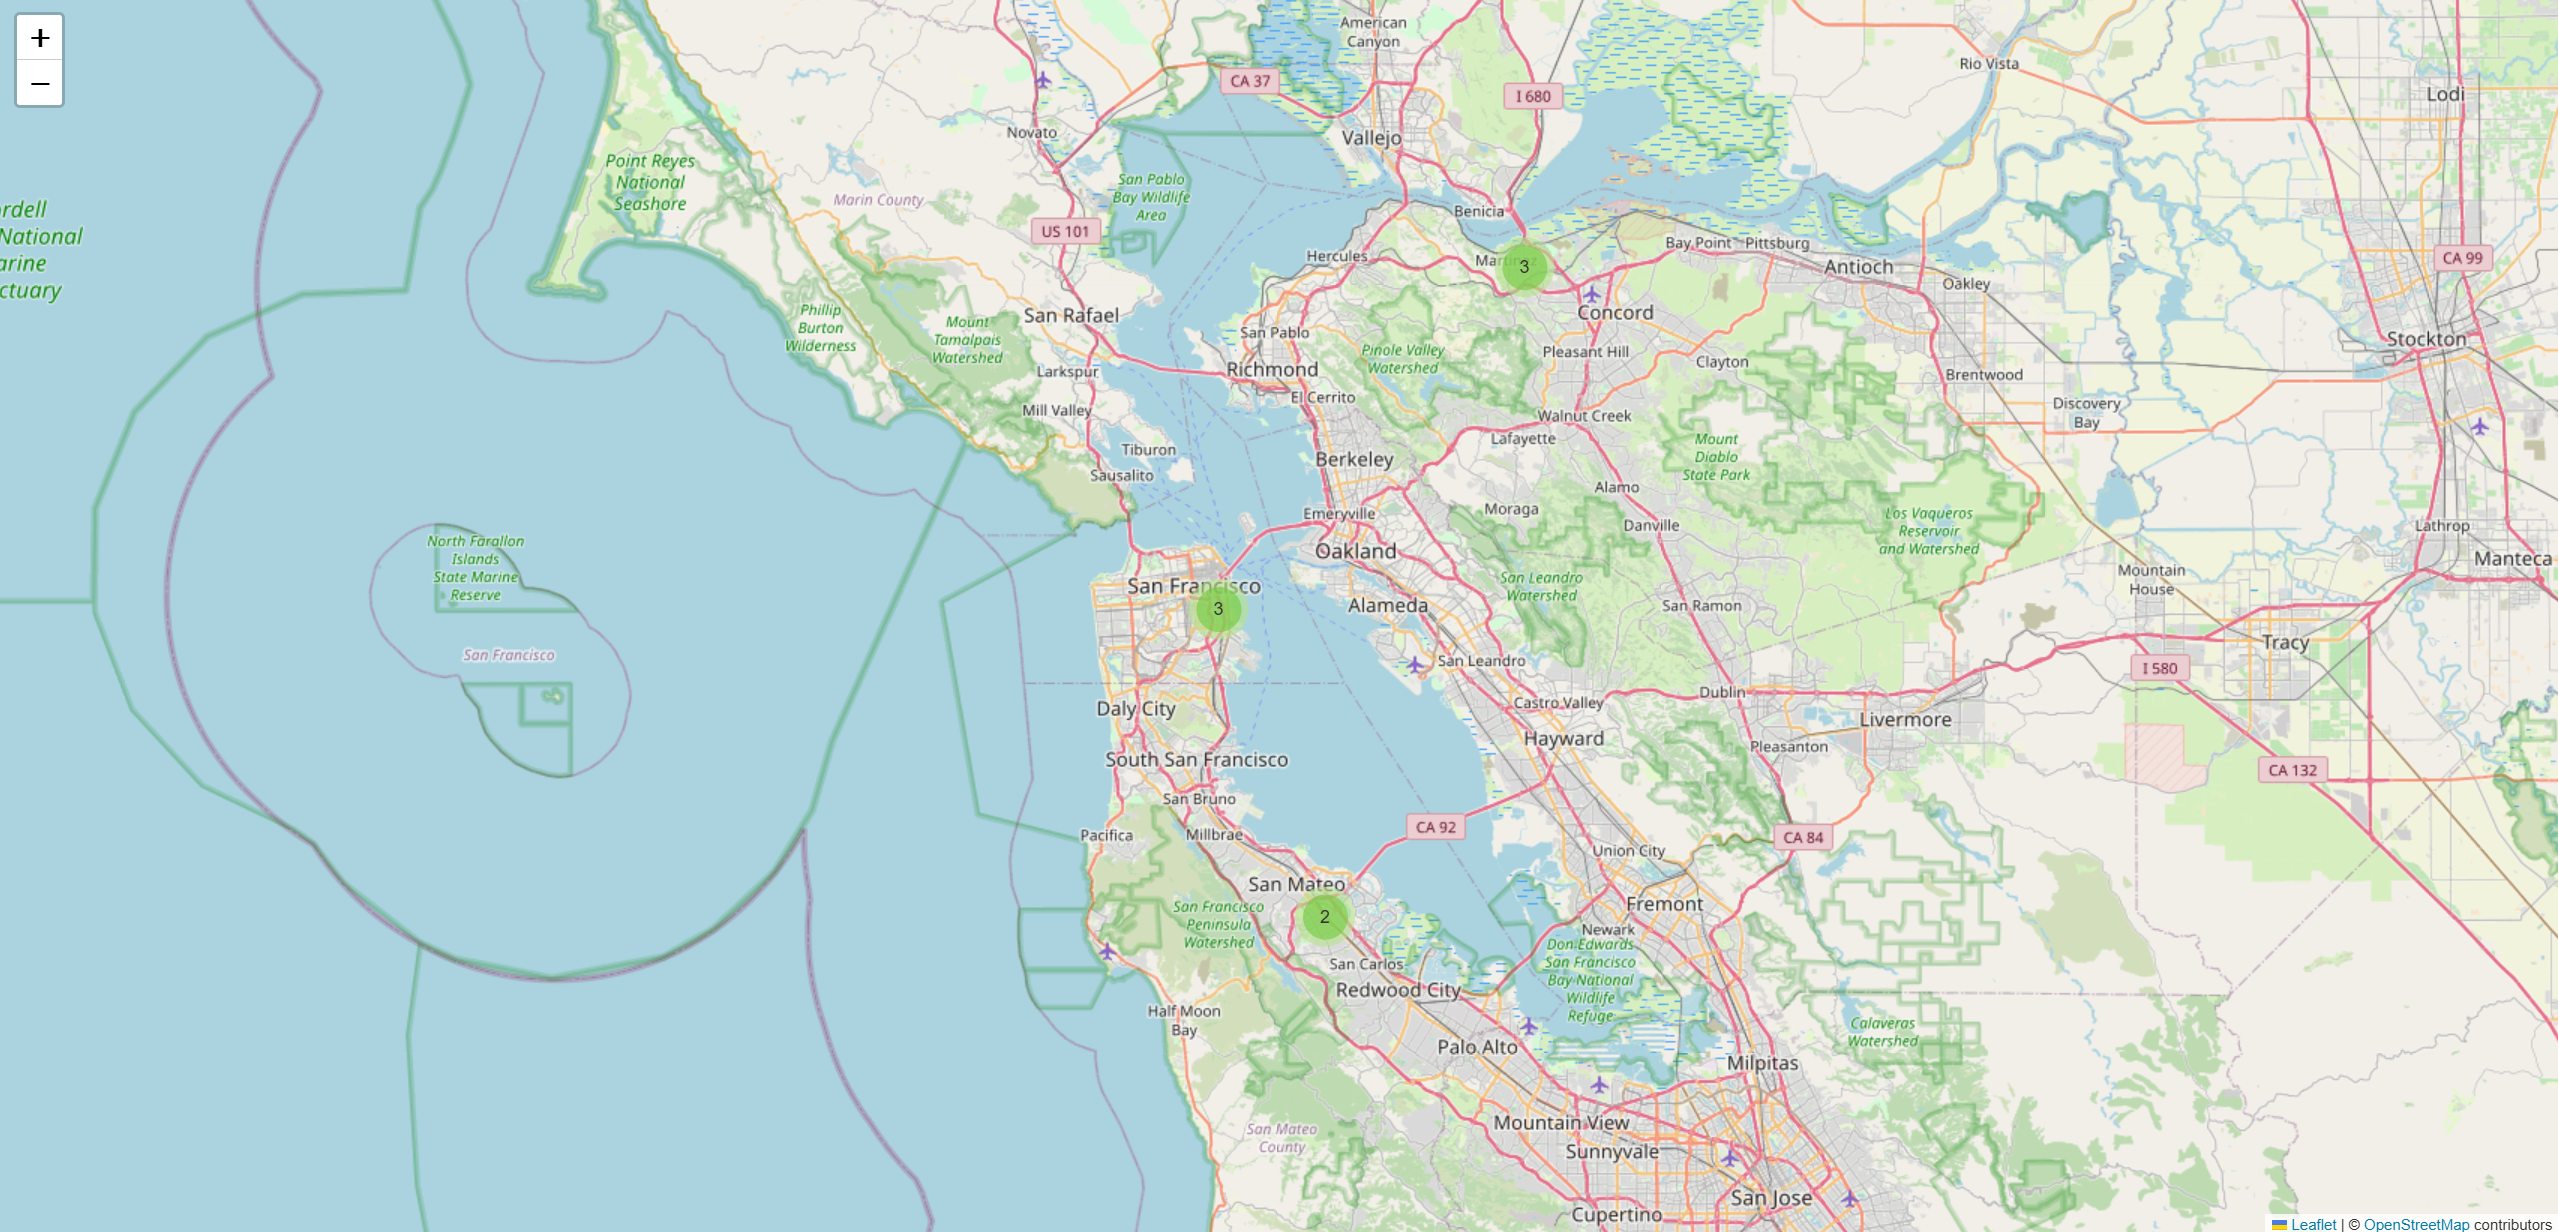 +
−
American
Canyon
Rio Vista
CA 37
I 680
Lodi
Novato
Vallejo
Point Reyes
National
Seashore
San Pablo
Bay Wildlife
Area
Marin County
rdell
National
arine
ctuary
US 101
Benicia
Bay Point
Pittsburg
Hercules
3
Antioch
CA 99
Oakley
San Rafael
Phillip
Burton
Wilderness
Mount
Tamalpais
Watershed
Concord
San Pablo
Pinole Valley
Watershed
Pleasant Hill
Clayton
Stockton
Larkspur
Richmond
Brentwood
El Cerrito
Mill Valley
Walnut Creek
Discovery
Bay
Lafayette
Tiburon
Berkeley
Mount
Diablo
State Park
Sausalito
Alamo
Emeryville
Moraga
Danville
Los Vaqueros
Reservoir
and Watershed
Lathrop
North Farallon
Islands
State Marine
Reserve
Oakland
Manteca
San Francisco
3
San Leandro
Watershed
Mountain
House
Alameda
San Ramon
Tracy
San Francisco
San Leandro
I 580
Dublin
Daly City
Castro Valley
Livermore
Hayward
Pleasanton
South San Francisco
CA 132
San Bruno
Pacifica
Millbrae
CA 92
CA 84
Union City
San Mateo
2
San Francisco
Peninsula
Watershed
Fremont
Newark
Don Edwards
San Francisco
Bay National
Wildlife
Refuge
San Carlos
Redwood City
Half Moon
Bay
Calaveras
Watershed
Palo Alto
Milpitas
San Mateo
County
Mountain View
Sunnyvale
San Jose
Cupertino
Leaflet | © OpenStreetMap contributors